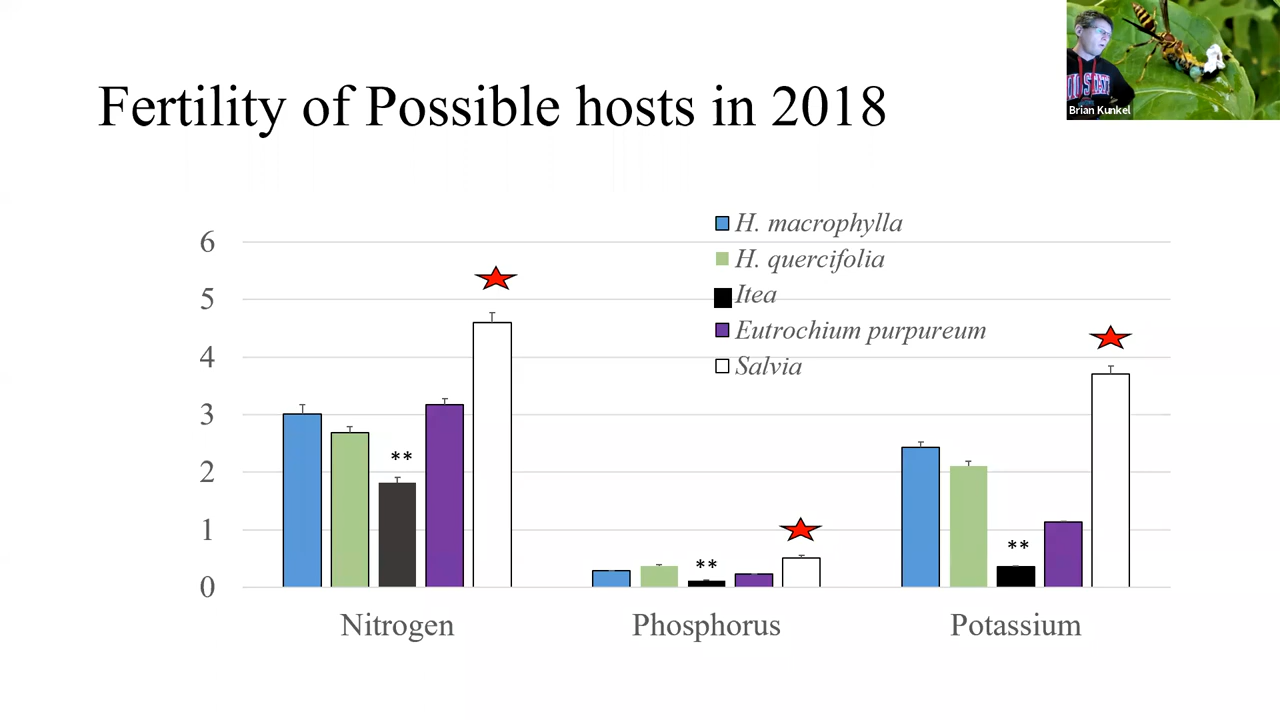 Fertility of Possible hosts in 2018
Brian Kunkel
H. macrophylla
H. quercifolia
Itea
Eutrochium purpureum
Salvia
6
5
4
3
2
1
0
**
**
**
Nitrogen
Phosphorus
Potassium